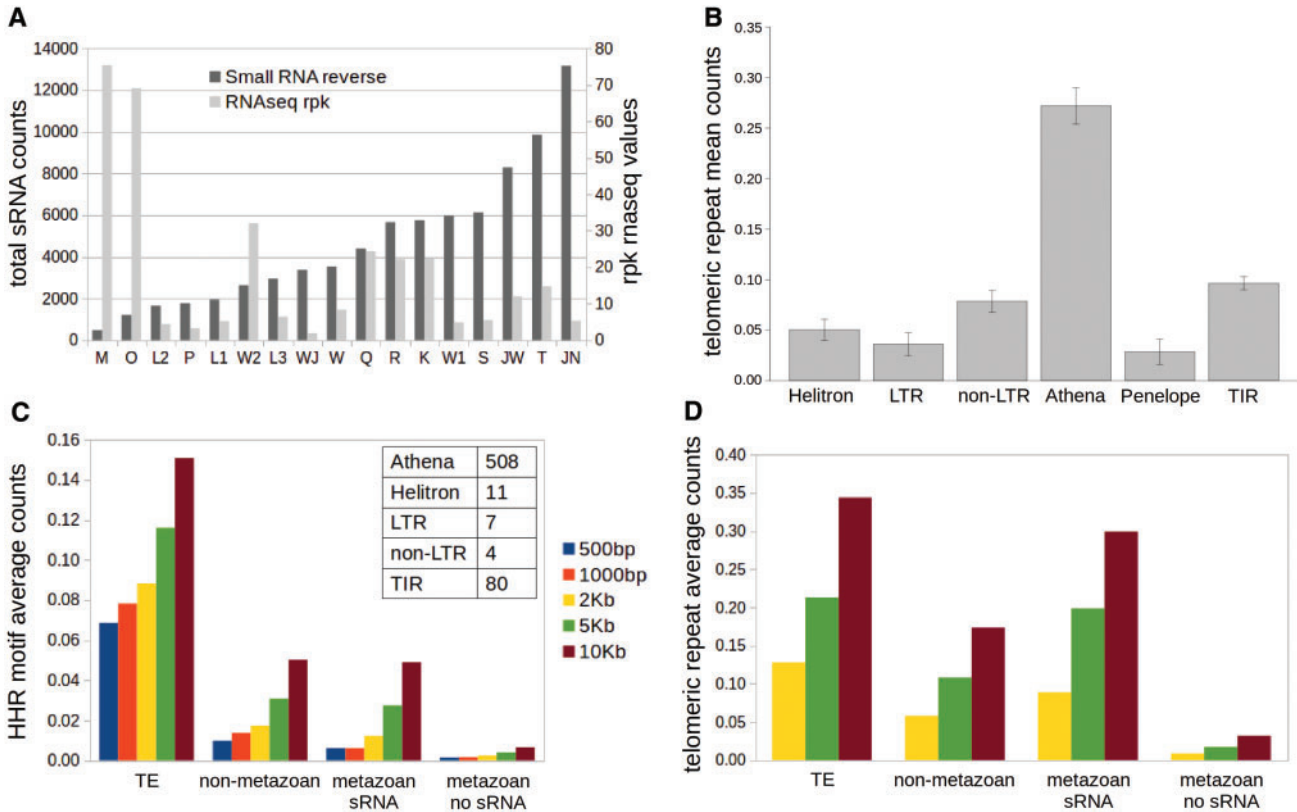 A
14000
12000
10000
8000
6000
4000
2000
0
total sRNA counts
Small RNA reverse
RNAseq rpk
80
70
60
50
40
30
20
10
0
rpk rnaseq values
M O L2 P L1 W2 L3 WJ W Q R K W1 S JW T JN
B
0.35
0.30
0.25
0.20
0.15
0.10
0.05
0.00
telomeric repeat mean counts
Helitron LTR non-LTR Athena Penelope TIR
C
0.16
0.14
0.12
0.10
0.08
0.06
0.04
0.02
0.00
HHR motif average counts
Athena 508
Helitron 11
LTR 7
non-LTR 4
TIR 80
500bp
1000bp
2Kb
5Kb
10Kb
TE non-metazoan metazoan metazoan
sRNA no sRNA
D
0.40
0.35
0.30
0.25
0.20
0.15
0.10
0.05
0.00
telomeric repeat average counts
TE non-metazoan metazoan metazoan
sRNA no sRNA